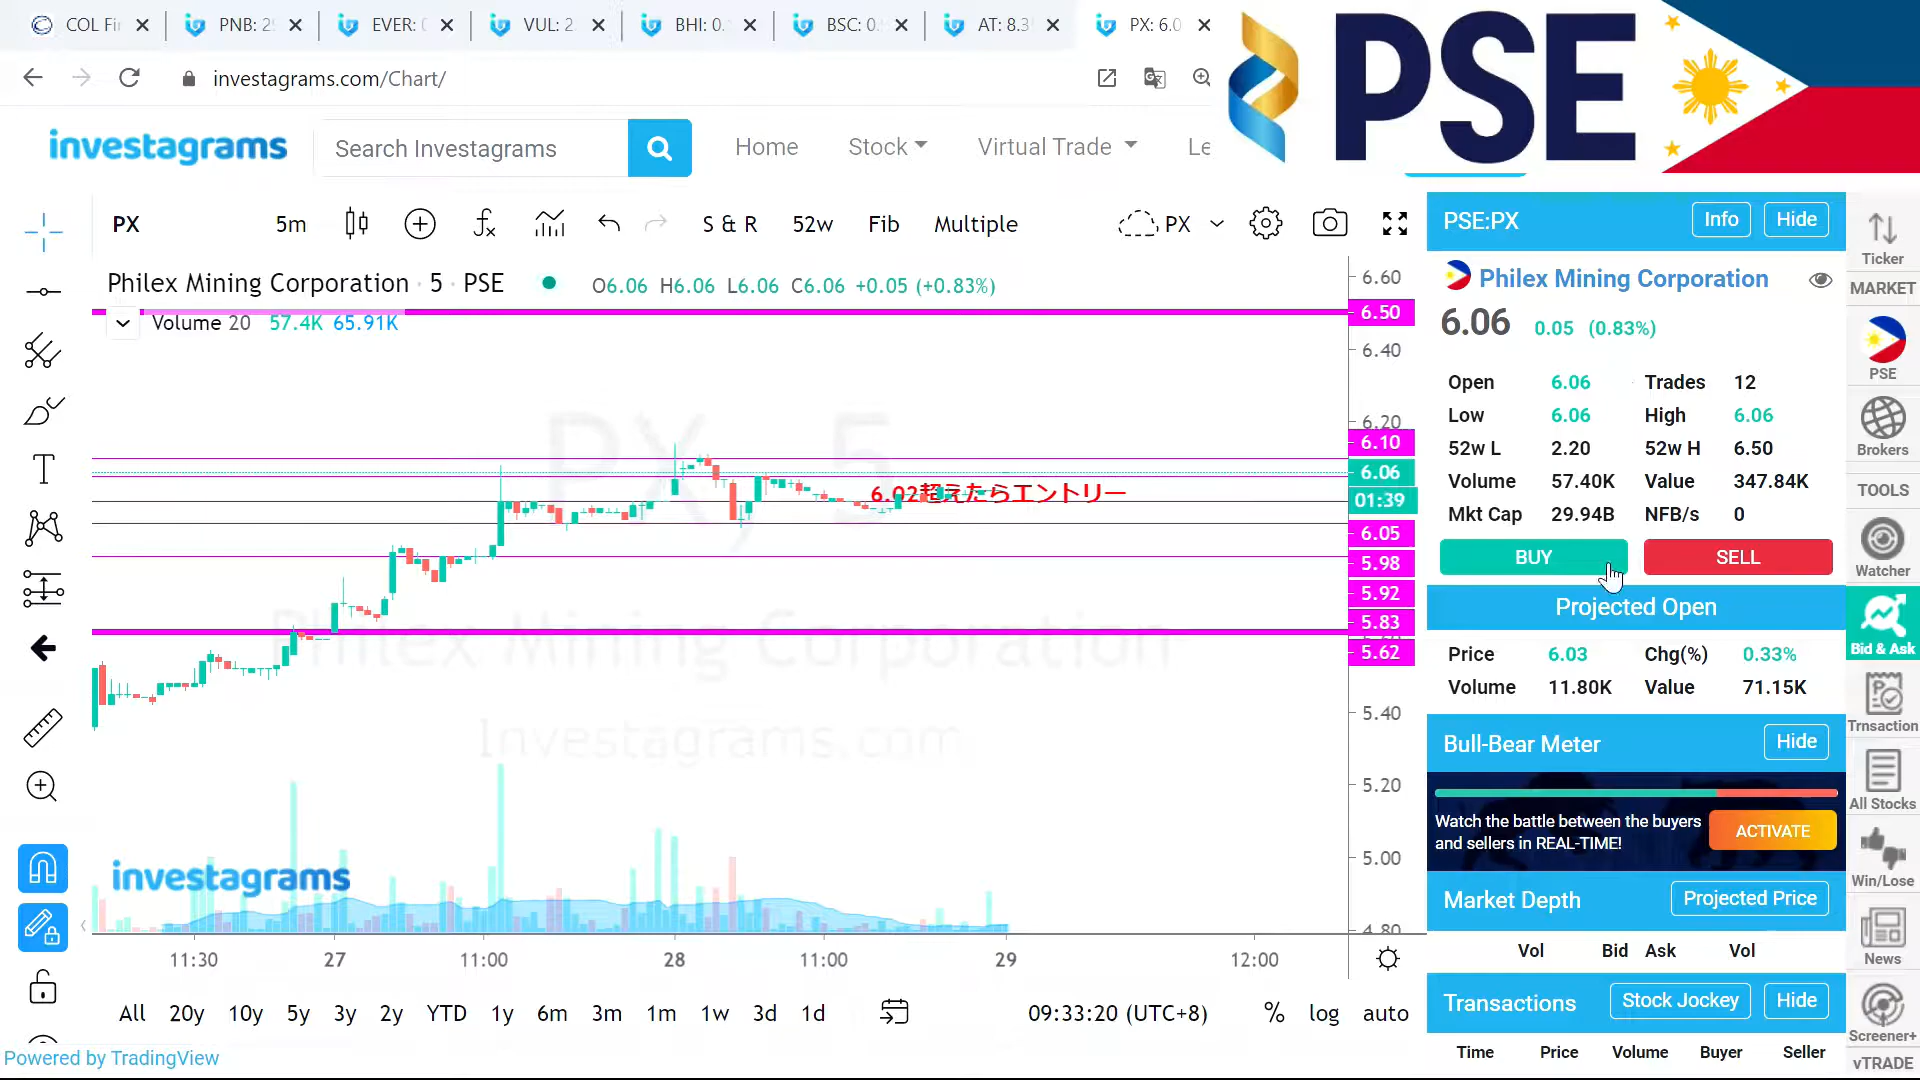 COL Fi
PNB: 2
EVER: 0
VUL: 2
BHI: 0.
BSC: 0.
AT: 8.3
PX: 6.0
PSE
investagrams.com/Chart/
investagrams
Search Investagrams
Home
Stock
Virtual Trade
Le
PX
5m
S & R
52w
Fib
Multiple
PX
Philex Mining Corporation · 5 · PSE
O6.06 H6.06 L6.06 C6.06 +0.05 (+0.83%)
Volume 20 57.4K 65.91K
PX, 5
Philex Mining Corporation
Investagrams.com
6.02超えたらエントリー
6.60
6.50
6.40
6.20
6.10
6.06
01:39
6.05
5.98
5.92
5.83
5.62
5.40
5.20
5.00
4.80
investagrams
11:30
27
11:00
28
11:00
29
12:00
All 20y 10y 5y 3y 2y YTD 1y 6m 3m 1m 1w 3d 1d
09:33:20 (UTC+8)
% log auto
Powered by TradingView
PSE:PX
Info
Hide
Philex Mining Corporation
6.06 0.05 (0.83%)
Open 6.06 Trades 12
Low 6.06 High 6.06
52w L 2.20 52w H 6.50
Volume 57.40K Value 347.84K
Mkt Cap 29.94B NFB/s 0
BUY
SELL
Projected Open
Price 6.03 Chg(%) 0.33%
Volume 11.80K Value 71.15K
Bull-Bear Meter
Hide
Watch the battle between the buyers
and sellers in REAL-TIME!
ACTIVATE
Market Depth
Projected Price
Vol Bid Ask Vol
Transactions
Stock Jockey
Hide
Time Price Volume Buyer Seller
Ticker
MARKET
PSE
Brokers
TOOLS
Watcher
Bid & Ask
Trnsaction
All Stocks
Win/Lose
News
Screener+
vTRADE